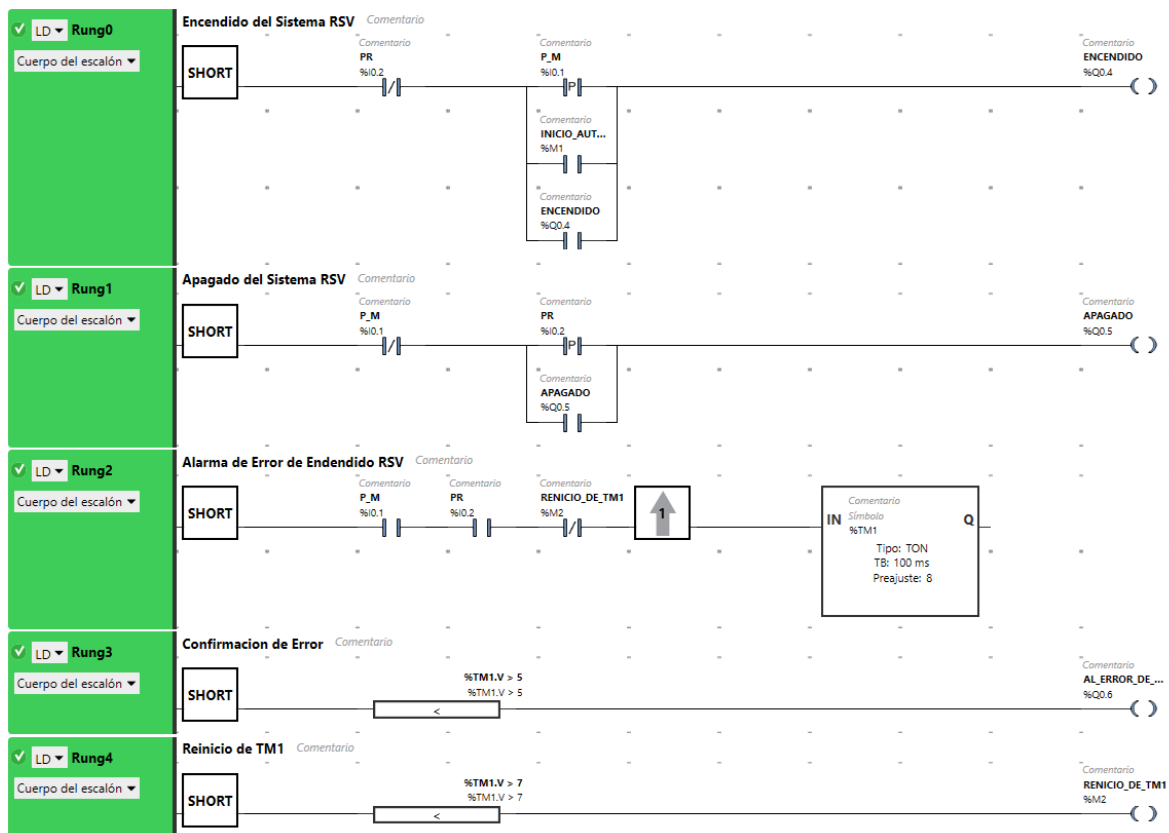 LD Rung0
Cuerpo del escalón
Encendido del Sistema RSV Comentario
SHORT
Comentario
PR
%I0.2
Comentario
P_M
%I0.1
P
Comentario
INICIO_AUT...
%M1
Comentario
ENCENDIDO
%Q0.4
Comentario
ENCENDIDO
%Q0.4
LD Rung1
Cuerpo del escalón
Apagado del Sistema RSV Comentario
SHORT
Comentario
P_M
%I0.1
Comentario
PR
%I0.2
P
Comentario
APAGADO
%Q0.5
Comentario
APAGADO
%Q0.5
LD Rung2
Cuerpo del escalón
Alarma de Error de Endendido RSV Comentario
SHORT
Comentario
P_M
%I0.1
Comentario
PR
%I0.2
Comentario
RENICIO_DE_TM1
%M2
1
Comentario
IN Símbolo Q
%TM1
Tipo: TON
TB: 100 ms
Preajuste: 8
LD Rung3
Cuerpo del escalón
Confirmacion de Error Comentario
SHORT
%TM1.V > 5
%TM1.V > 5
<
Comentario
AL_ERROR_DE_...
%Q0.6
LD Rung4
Cuerpo del escalón
Reinicio de TM1 Comentario
SHORT
%TM1.V > 7
%TM1.V > 7
<
Comentario
RENICIO_DE_TM1
%M2